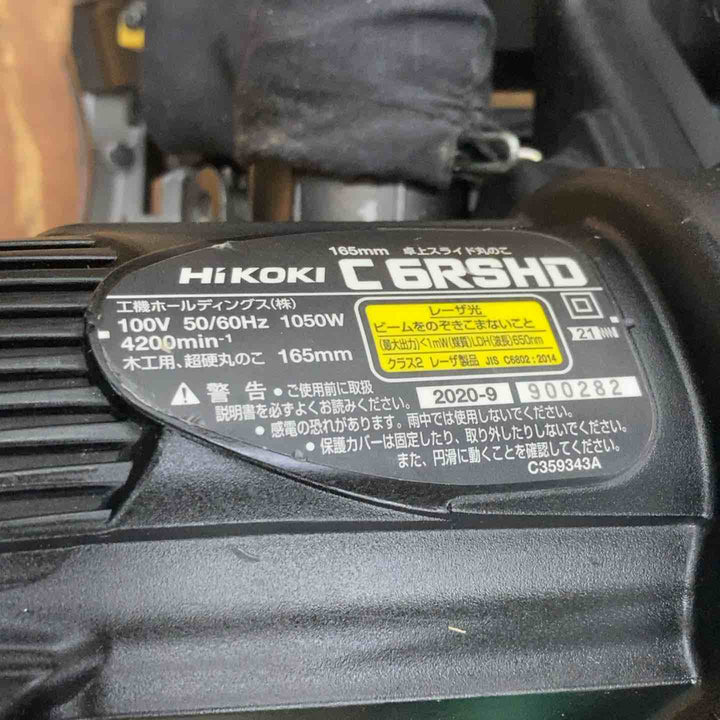 165mm 卓上スライド丸のこ
HiKOKI C 6RSHD
工機ホールディングス(株)
100V 50/60Hz 1050W
4200min-1
木工用、超硬丸のこ 165mm
レーザ光
ビームをのぞきこまないこと
(最大出力)<1mW(媒質)LDH(波長)650nm
クラス2 レーザ製品 JIS C6802:2014
21
警告 • ご使用前に取扱
説明書を必ずよくお読みください。
2020-9 900282
• 感電の恐れがあります。雨中では使用しないでください。
• 保護カバーは固定したり、取り外したりしないでください。
また、円滑に動くことを確認してください。
C359343A